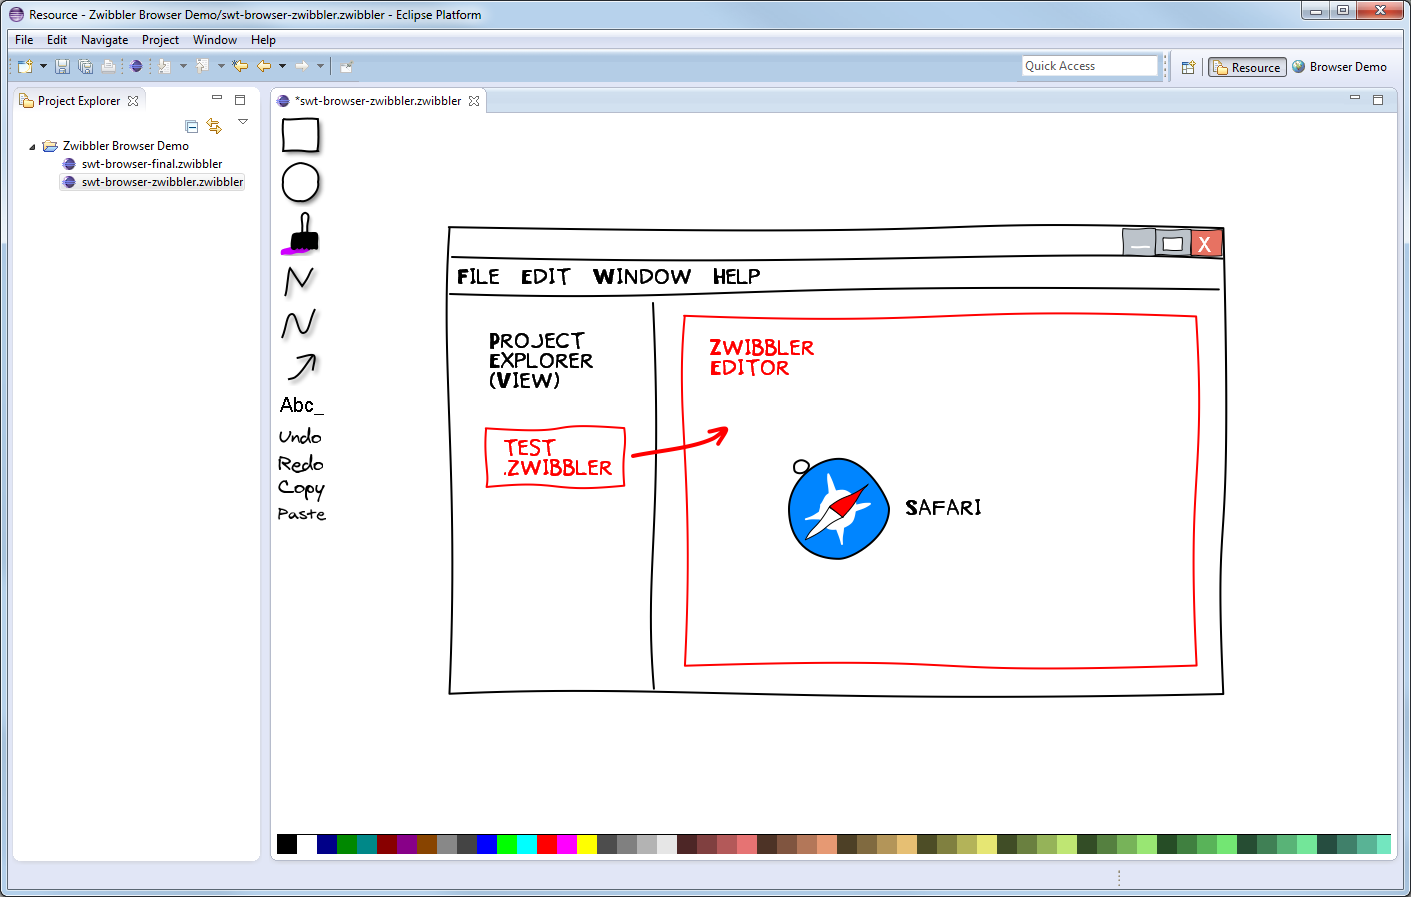 Resource - Zwibbler Browser Demo/swt-browser-zwibbler.zwibbler - Eclipse Platform
File Edit Navigate Project Window Help
Quick Access
Resource
Browser Demo
Project Explorer
*swt-browser-zwibbler.zwibbler
Zwibbler Browser Demo
swt-browser-final.zwibbler
swt-browser-zwibbler.zwibbler
Abc_
Undo
Redo
Copy
Paste
X
FILE EDIT WINDOW HELP
PROJECT
EXPLORER
(VIEW)
ZWIBBLER
EDITOR
TEST
.ZWIBBLER
SAFARI